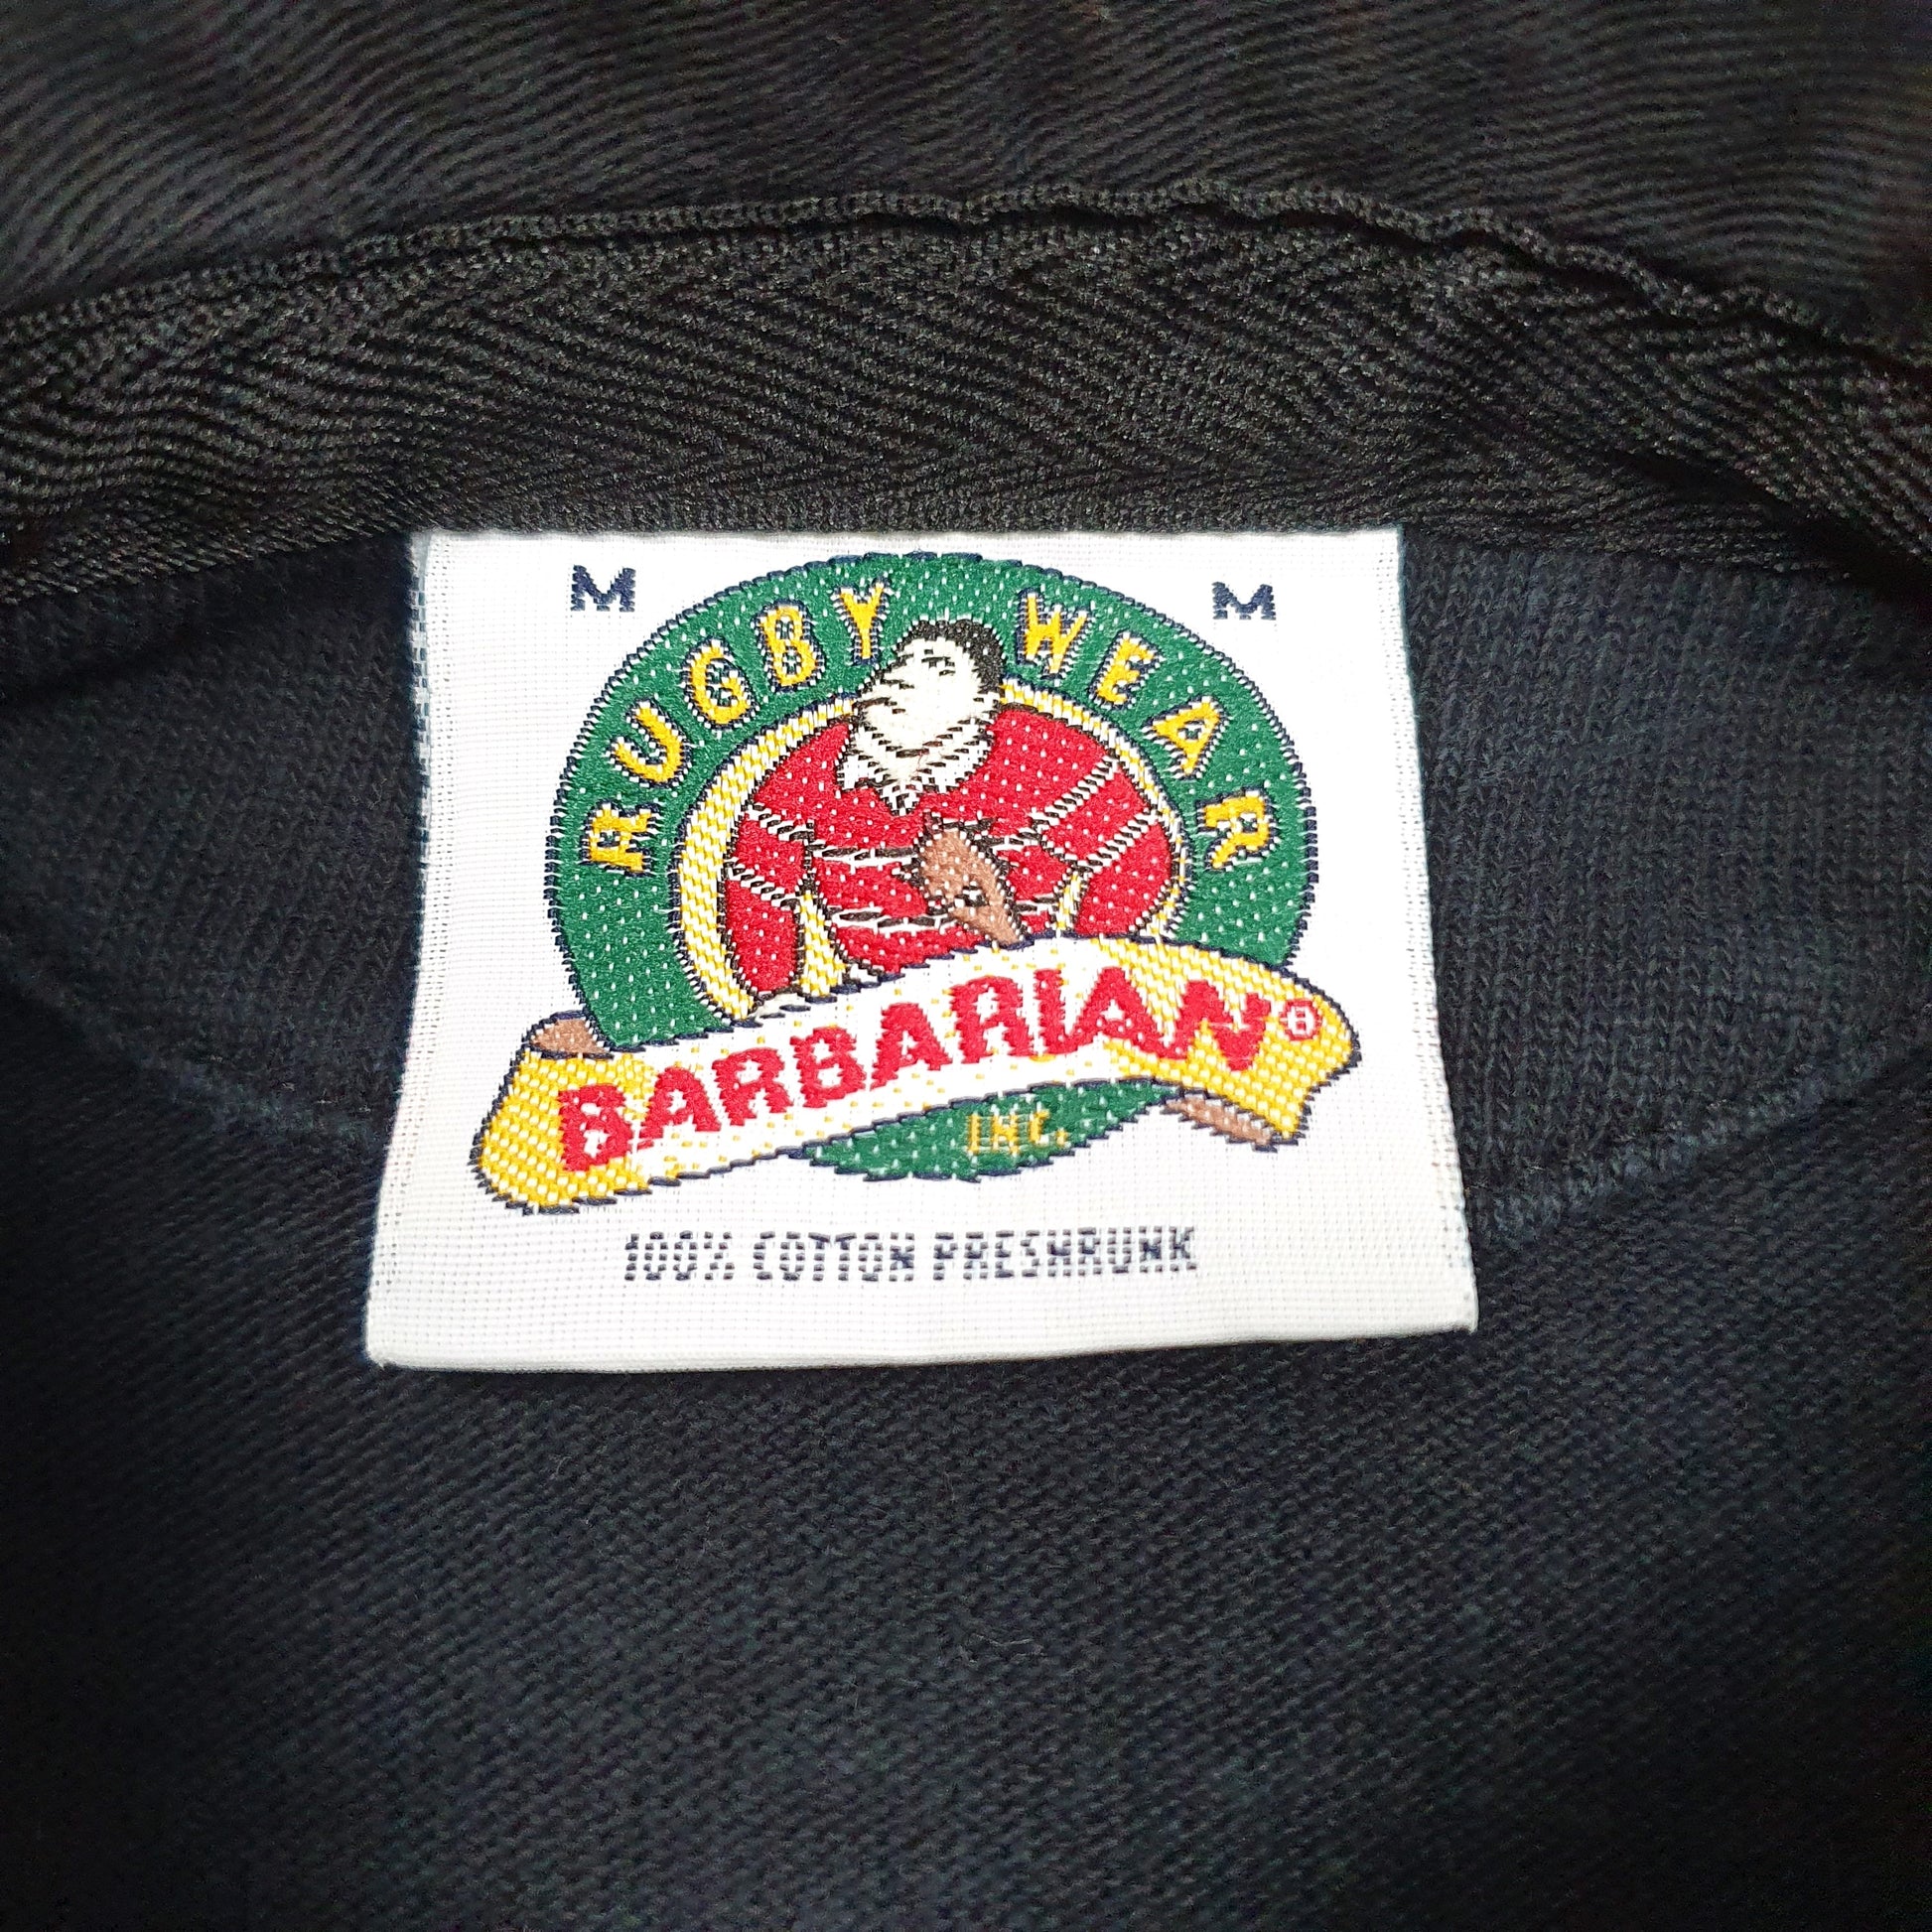 M M
RUGBY WEAR
BARBARIAN®
INC.
100% COTTON PRESHRUNK